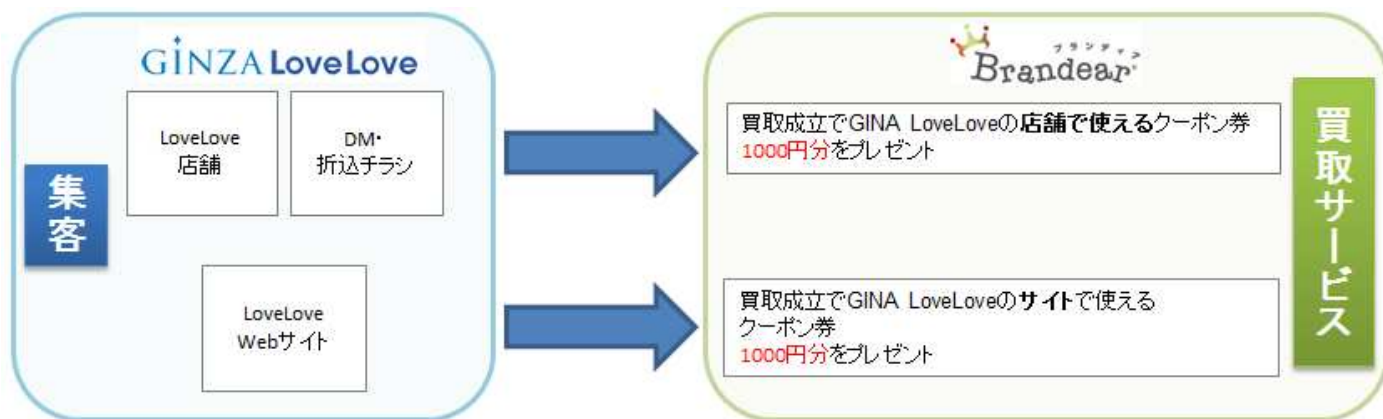 GINZA LoveLove
集客
LoveLove
店舗
DM・
折込チラシ
LoveLove
Webサイト
ブランディア
Brandear
買取成立でGINA LoveLoveの店舗で使えるクーポン券
1000円分をプレゼント
買取成立でGINA LoveLoveのサイトで使える
クーポン券
1000円分をプレゼント
買取サービス